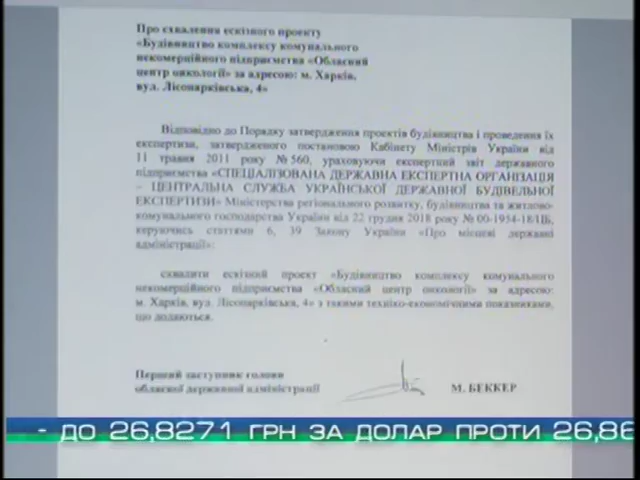 Про схвалення ескізного проекту
«Будівництво комплексу комунального
некомерційного підприємства «Обласний
центр онкології» за адресою: м. Харків,
вул. Лісопарківська, 4»
Відповідно до Порядку затвердження проектів будівництва і проведення їх
експертизи, затвердженого постановою Кабінету Міністрів України від
11 травня 2011 року №560, ураховуючи експертний звіт державного
підприємства «СПЕЦІАЛІЗОВАНА ДЕРЖАВНА ЕКСПЕРТНА ОРГАНІЗАЦІЯ
– ЦЕНТРАЛЬНА СЛУЖБА УКРАЇНСЬКОЇ ДЕРЖАВНОЇ БУДІВЕЛЬНОЇ
ЕКСПЕРТИЗИ» Міністерства регіонального розвитку, будівництва та житлово-
комунального господарства України від 22 грудня 2018 року № 00-1954-18/ЦБ,
керуючись статтями 6, 39 Закону України «Про місцеві державні
адміністрації»:
схвалити ескізний проект «Будівництво комплексу комунального
некомерційного підприємства «Обласний центр онкології» за адресою:
м. Харків, вул. Лісопарківська, 4» з такими техніко-економічними показниками,
що додаються.
Перший заступник голови
обласної державної адміністрації М. БЕККЕР
- ДО 26,8271 ГРН ЗА ДОЛАР ПРОТИ 26,86